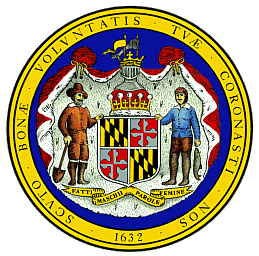 SCVTO BONÆ · VOLVNTATIS · TVÆ CORONASTI · NOS
· 1632 ·
FATTI MASCHII PAROLE FEMINE